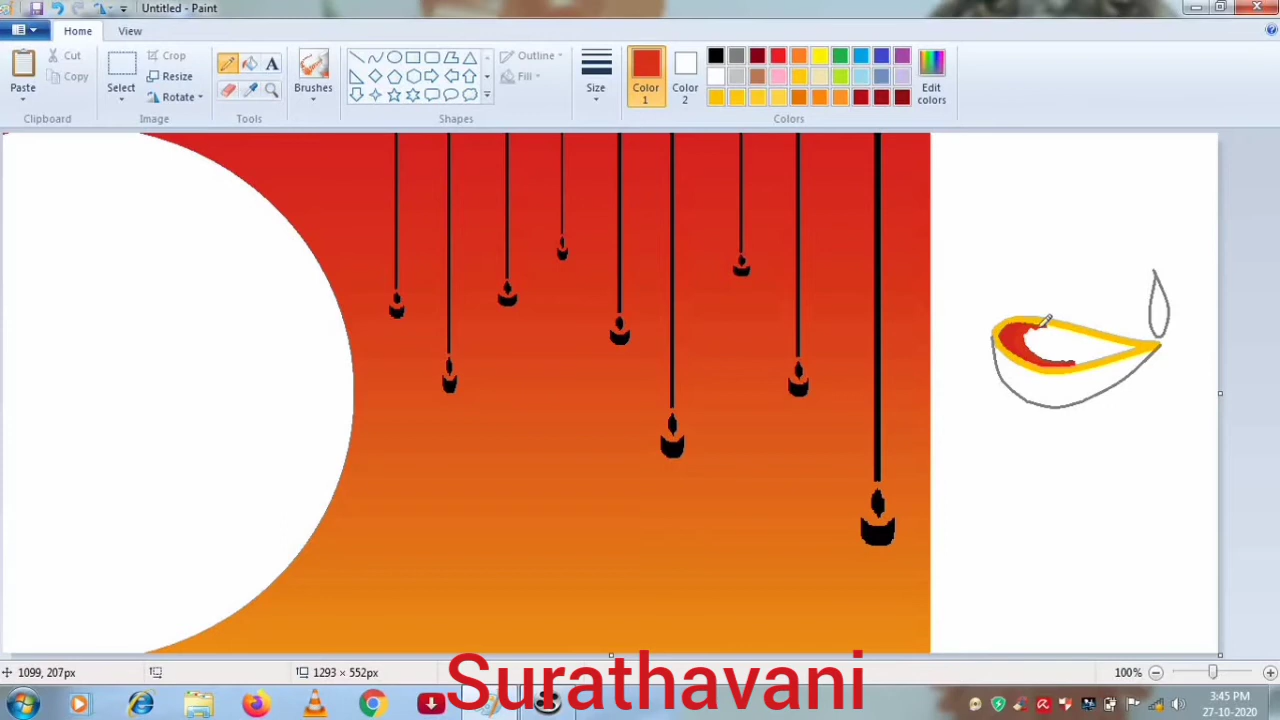 Untitled - Paint
Home
View
Paste
Cut
Copy
Clipboard
Select
Crop
Resize
Rotate
Image
A
Tools
Brushes
Outline
Fill
Shapes
Size
Color 1
Color 2
Edit colors
Colors
1099, 207px
1293 × 552px
100%
Surathavani
3:45 PM
27-10-2020